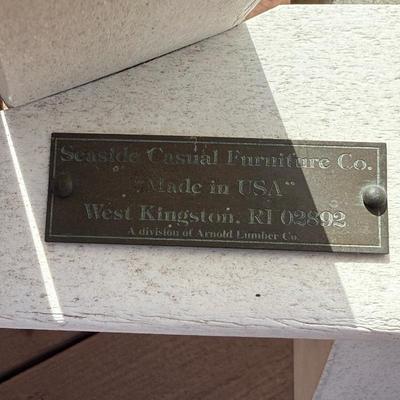 Seaside Casual Furniture Co.
"Made in USA"
West Kingston, RI 02892
A division of Arnold Lumber Co.